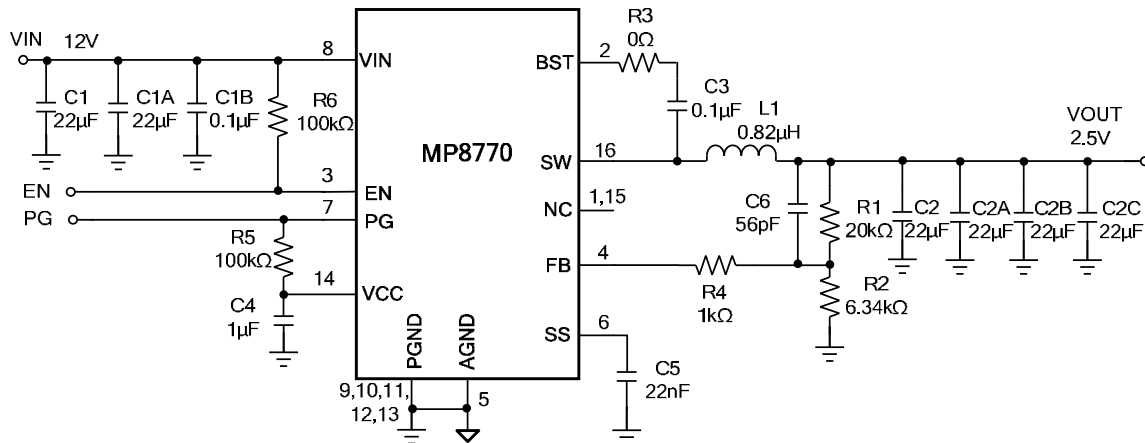 VIN 12V
8
VIN
C1
22µF
C1A
22µF
C1B
0.1µF
R6
100kΩ
EN
3
EN
PG
7
PG
R5
100kΩ
14
VCC
C4
1µF
MP8770
PGND
AGND
9,10,11,
12,13
5
BST
2
R3
0Ω
C3
0.1µF
L1
0.82µH
SW
16
NC
1,15
FB
4
R4
1kΩ
C6
56pF
R1
20kΩ
R2
6.34kΩ
SS
6
C5
22nF
C2
22µF
C2A
22µF
C2B
22µF
C2C
22µF
VOUT
2.5V